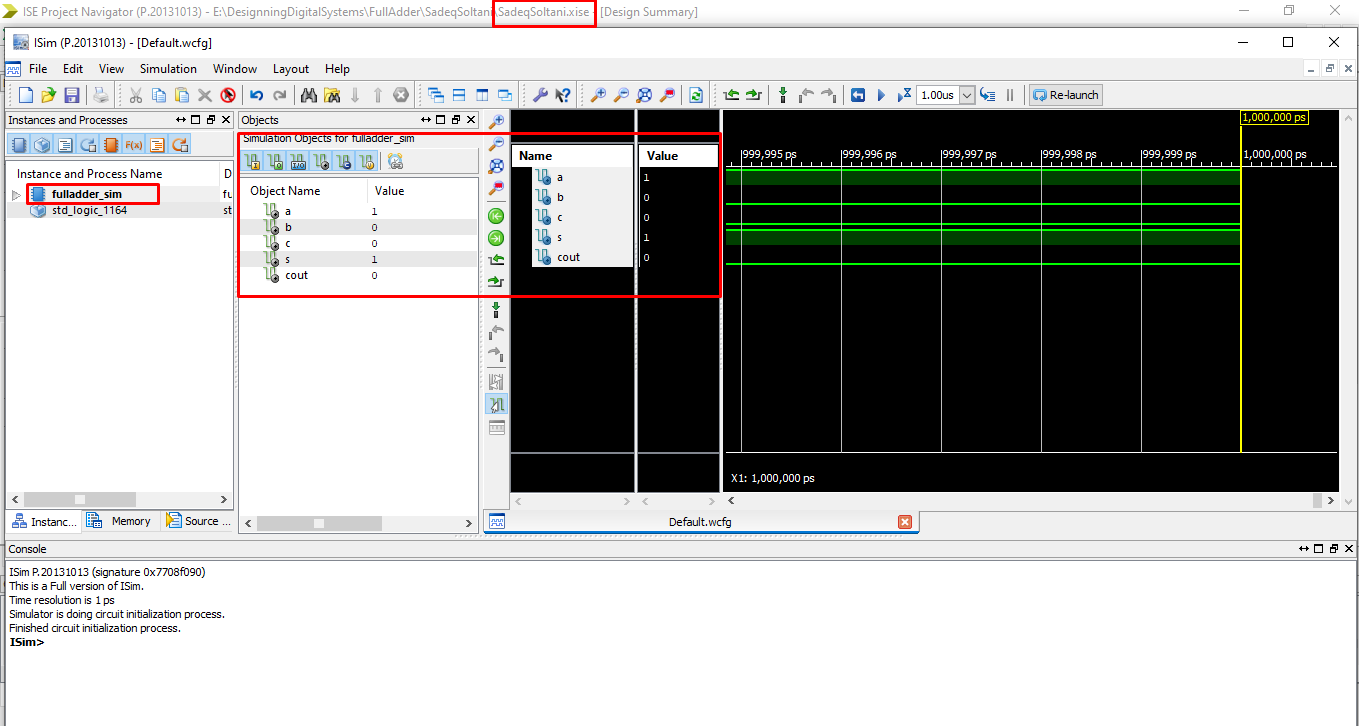 ISE Project Navigator (P.20131013) - E:\DesignningDigitalSystems\FullAdder\SadeqSoltani\SadeqSoltani.xise - [Design Summary]
ISim (P.20131013) - [Default.wcfg]
File Edit View Simulation Window Layout Help
1.00us Re-launch
Instances and Processes
F(x)
Instance and Process Name D
fulladder_sim fu
std_logic_1164 st
Instanc... Memory Source ...
Objects
Simulation Objects for fulladder_sim
Object Name Value
a 1
b 0
c 0
s 1
cout 0
Name Value
a 1
b 0
c 0
s 1
cout 0
1,000,000 ps
999,995 ps 999,996 ps 999,997 ps 999,998 ps 999,999 ps 1,000,000 ps
X1: 1,000,000 ps
Default.wcfg
Console
ISim P.20131013 (signature 0x7708f090)
This is a Full version of ISim.
Time resolution is 1 ps
Simulator is doing circuit initialization process.
Finished circuit initialization process.
ISim>